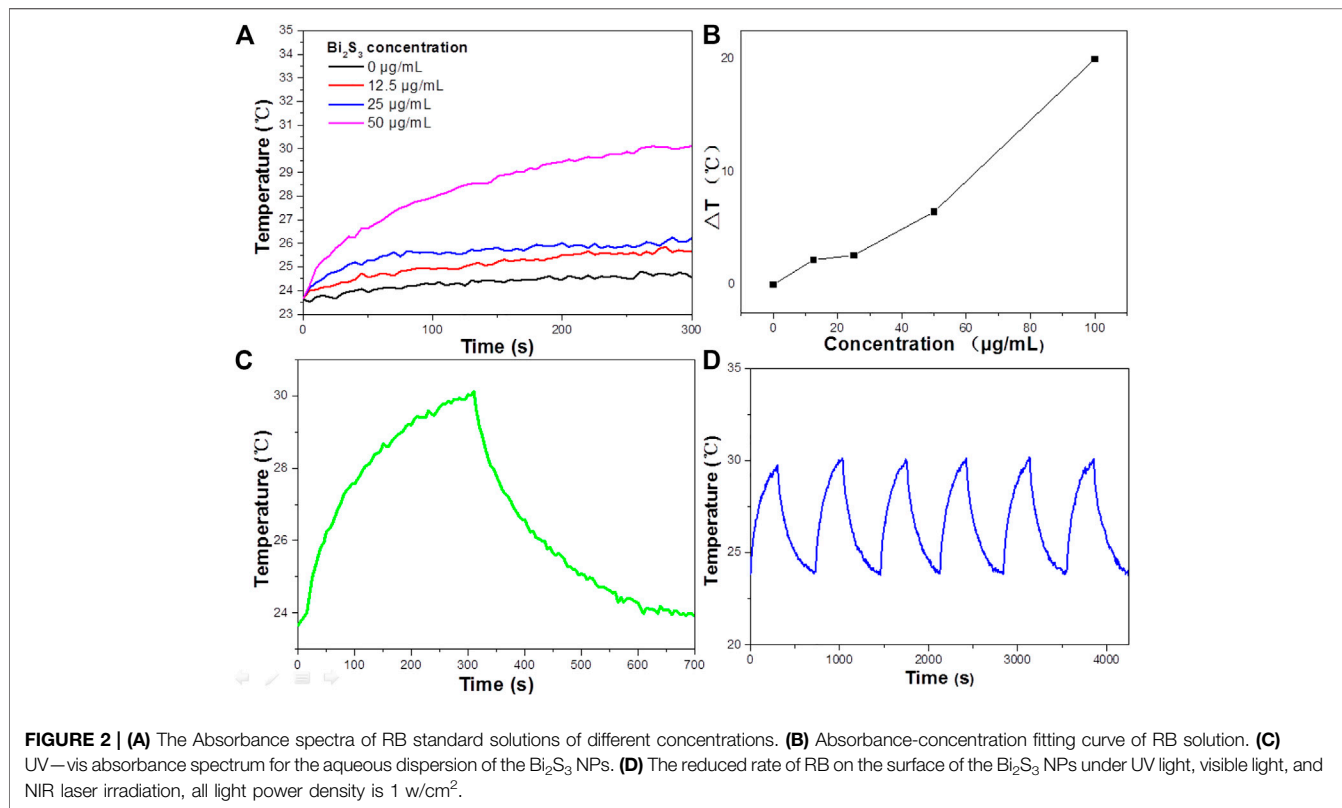 A
Bi₂S₃ concentration
0 µg/mL
12.5 µg/mL
25 µg/mL
50 µg/mL
Temperature (℃)
35
34
33
32
31
30
29
28
27
26
25
24
23
0
100
200
300
Time (s)
B
△T (℃)
20
10
0
0
20
40
60
80
100
Concentration (µg/mL)
C
Temperature (℃)
30
28
26
24
0
100
200
300
400
500
600
700
Time (s)
D
Temperature (℃)
35
30
25
20
0
1000
2000
3000
4000
Time (s)
FIGURE 2 | (A) The Absorbance spectra of RB standard solutions of different concentrations. (B) Absorbance-concentration fitting curve of RB solution. (C)
UV—vis absorbance spectrum for the aqueous dispersion of the Bi₂S₃ NPs. (D) The reduced rate of RB on the surface of the Bi₂S₃ NPs under UV light, visible light, and
NIR laser irradiation, all light power density is 1 w/cm².